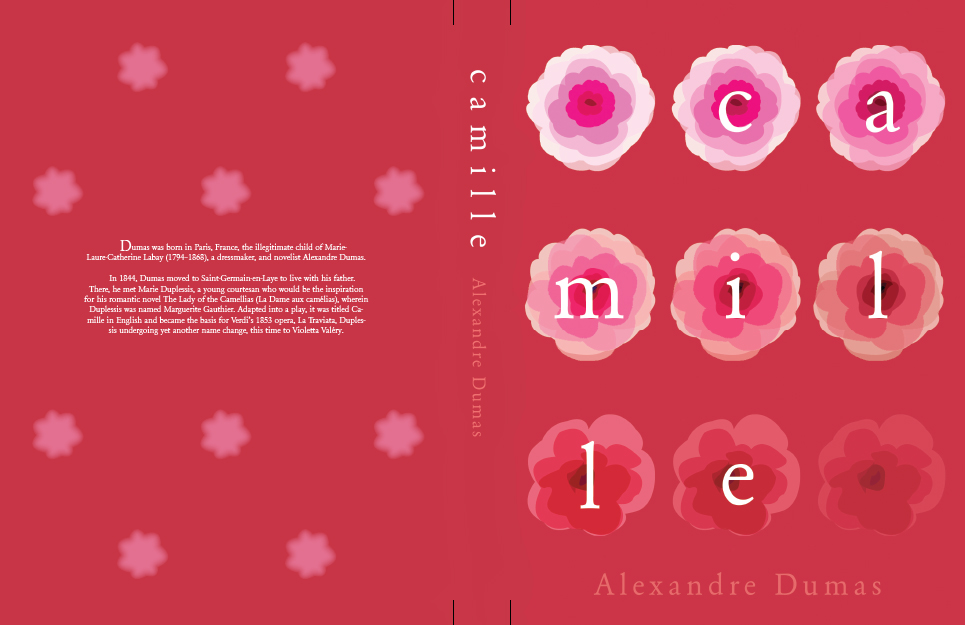 Dumas was born in Paris, France, the illegitimate child of Marie-
Laure-Catherine Labay (1794-1868), a dressmaker, and novelist Alexandre Dumas.
In 1844, Dumas moved to Saint-Germain-en-Laye to live with his father.
There, he met Marie Duplessis, a young courtesan who would be the inspiration
for his romantic novel The Lady of the Camellias (La Dame aux camélias), wherein
Duplessis was named Marguerite Gauthier. Adapted into a play, it was titled Ca-
mille in English and became the basis for Verdi's 1853 opera, La Traviata, Duples-
sis undergoing yet another name change, this time to Violetta Valéry.
camille Alexandre Dumas
c a
m i l
l e
Alexandre Dumas